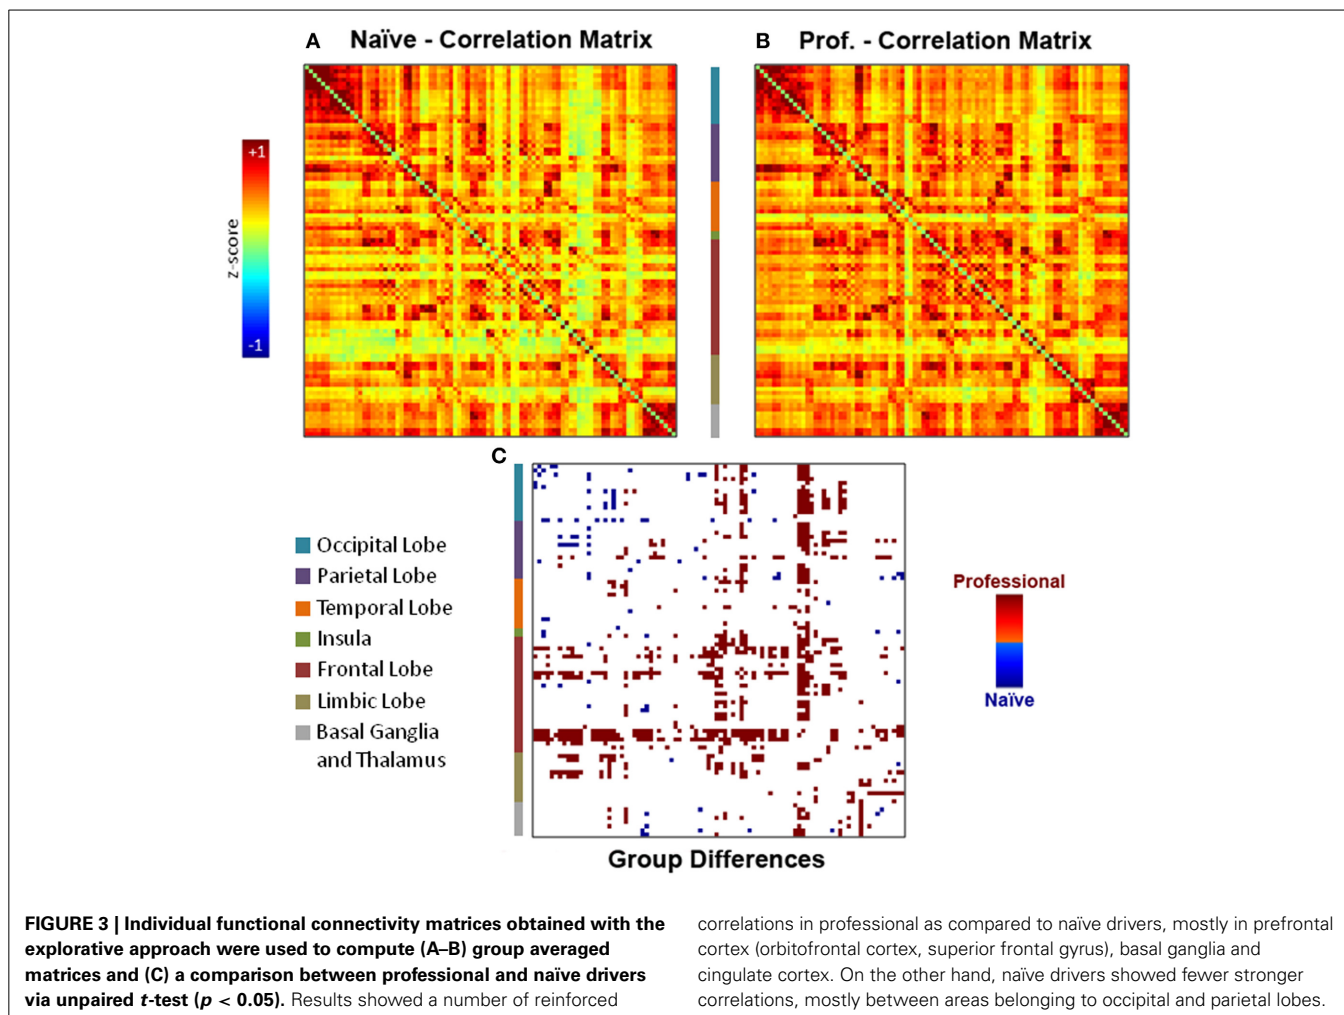 A Naïve - Correlation Matrix
B Prof. - Correlation Matrix
+1
z-score
-1
C
Occipital Lobe
Parietal Lobe
Temporal Lobe
Insula
Frontal Lobe
Limbic Lobe
Basal Ganglia
and Thalamus
Professional
Naïve
Group Differences
FIGURE 3 | Individual functional connectivity matrices obtained with the
explorative approach were used to compute (A–B) group averaged
matrices and (C) a comparison between professional and naïve drivers
via unpaired t-test (p < 0.05). Results showed a number of reinforced
correlations in professional as compared to naïve drivers, mostly in prefrontal
cortex (orbitofrontal cortex, superior frontal gyrus), basal ganglia and
cingulate cortex. On the other hand, naïve drivers showed fewer stronger
correlations, mostly between areas belonging to occipital and parietal lobes.